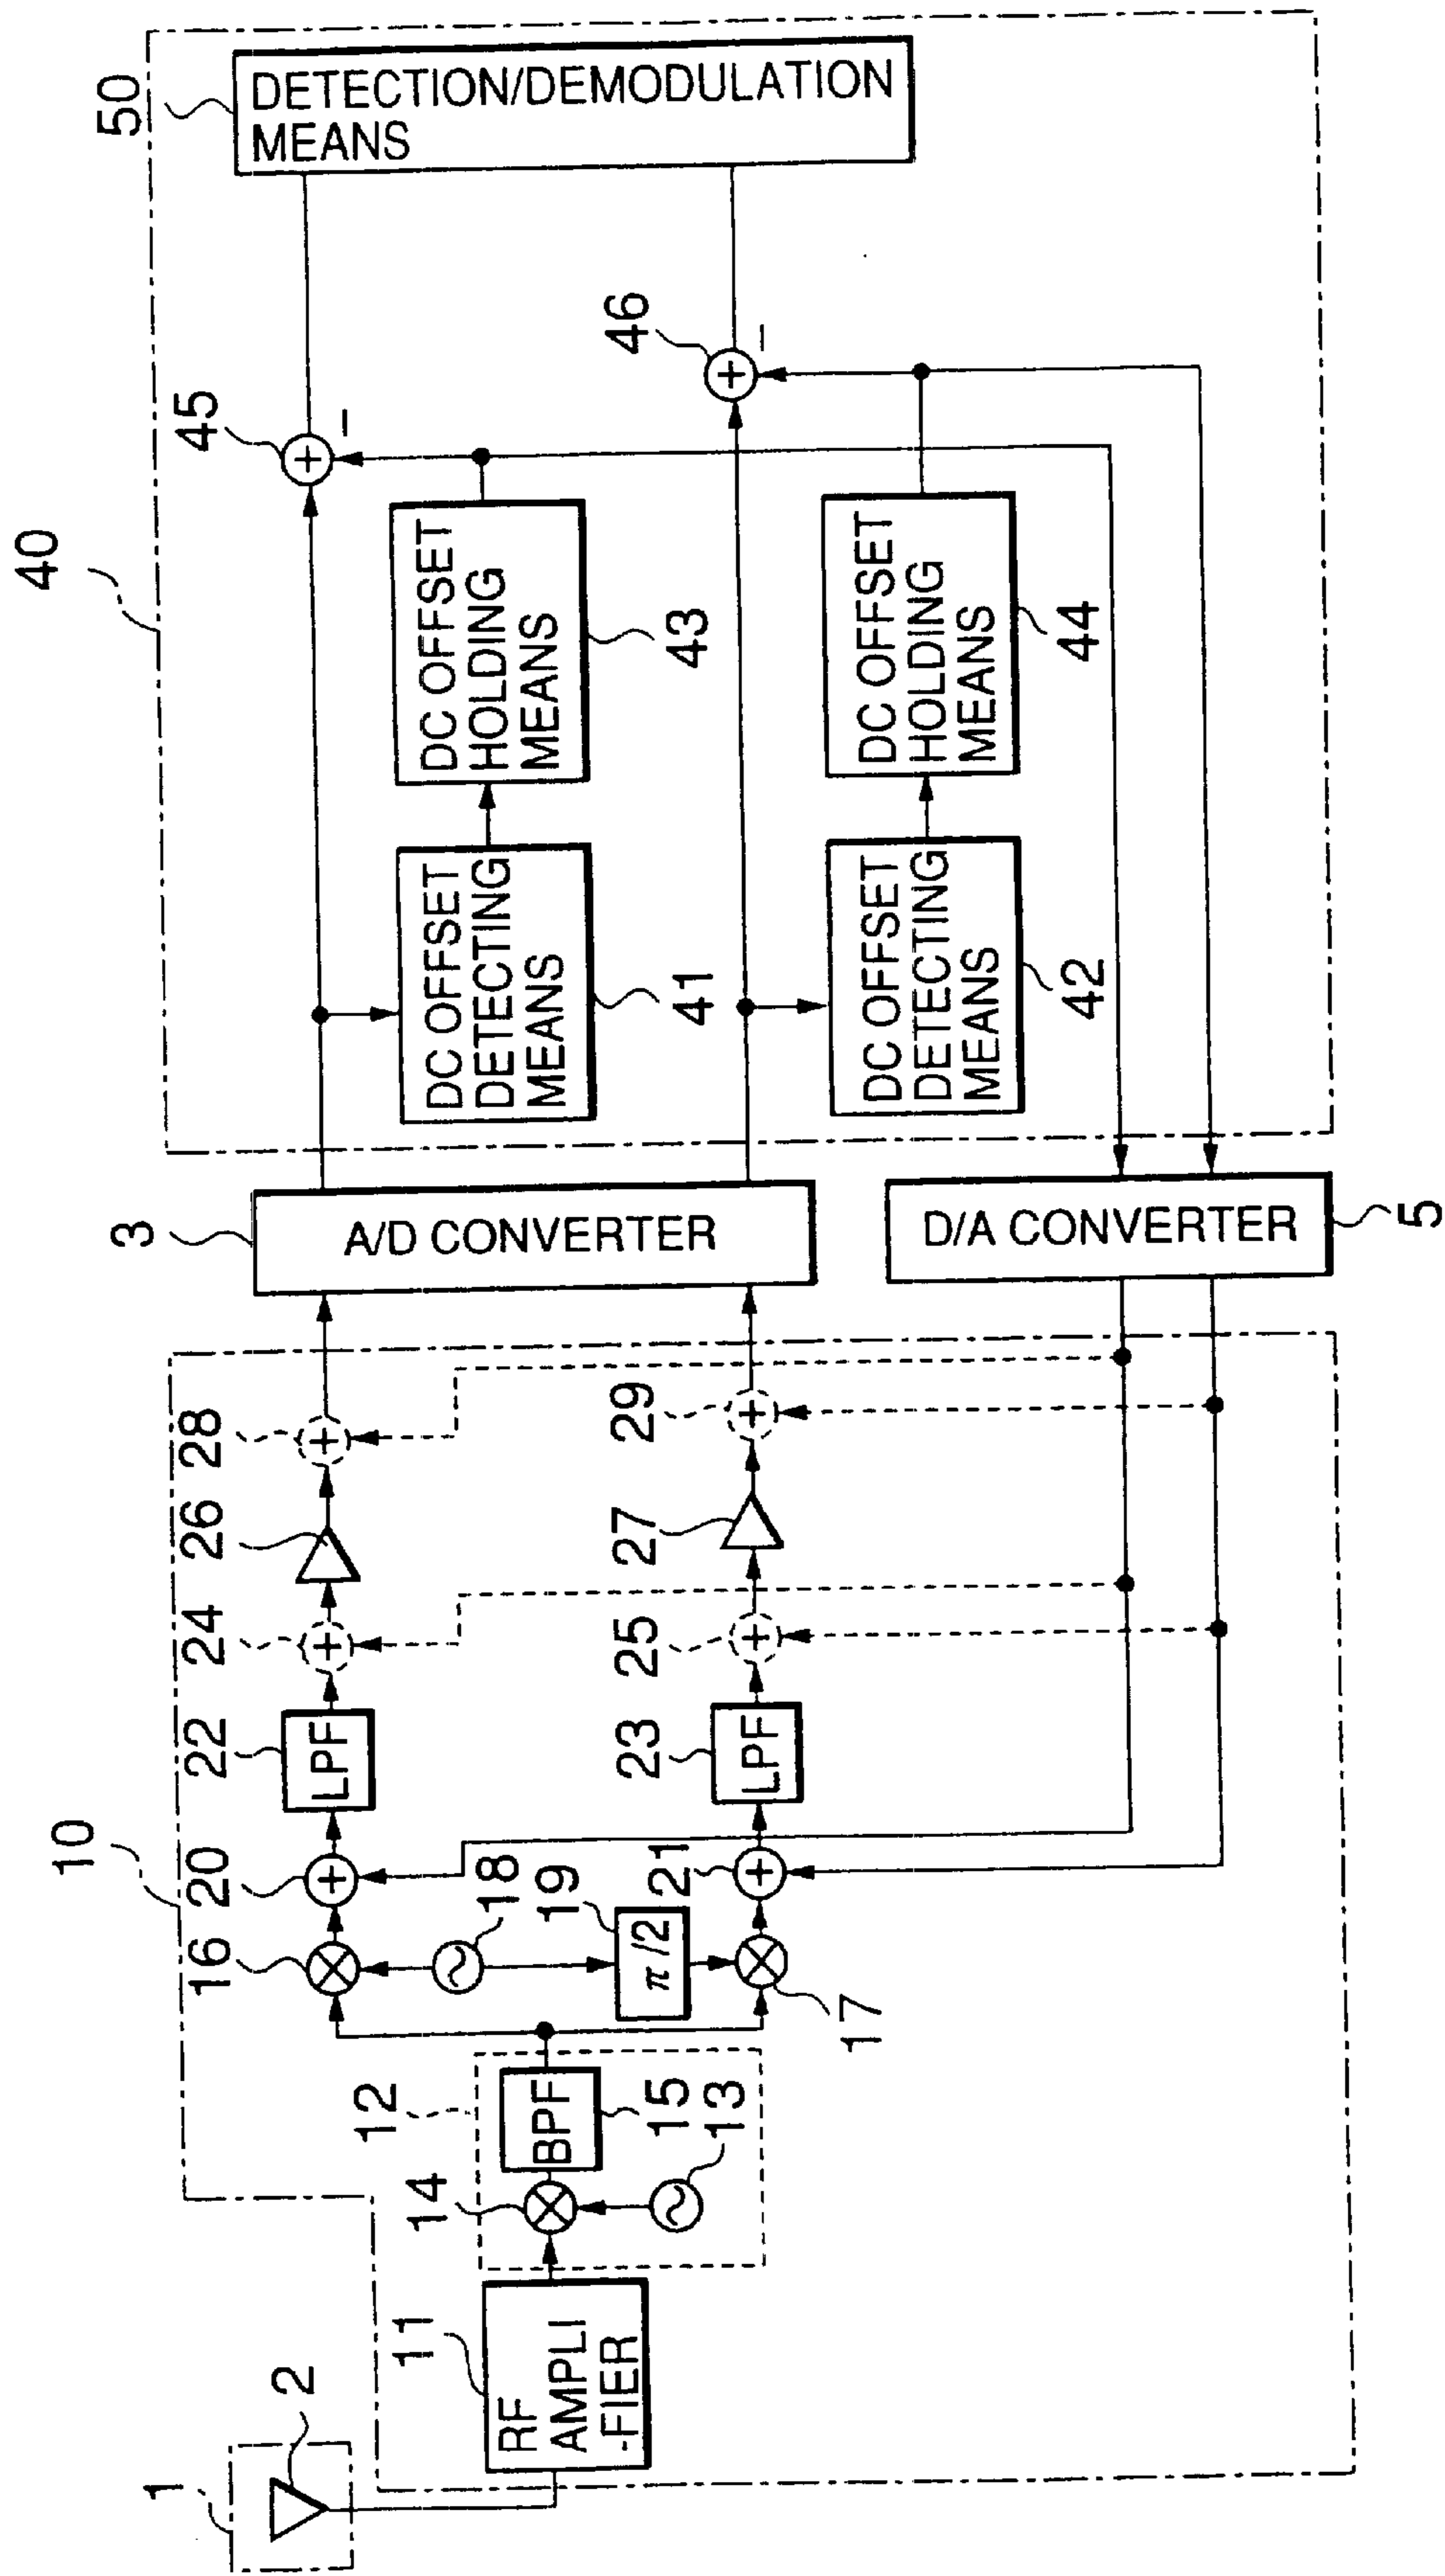 1
2
10
11
RF
AMPLI
-FIER
12
14
BPF
15
13
16
20
22
LPF
24
26
28
18
19
π/2
17
21
23
LPF
25
27
29
3
A/D CONVERTER
D/A CONVERTER
5
40
DC OFFSET
DETECTING
MEANS
41
DC OFFSET
HOLDING
MEANS
43
45
−
DC OFFSET
DETECTING
MEANS
42
DC OFFSET
HOLDING
MEANS
44
46
−
50
DETECTION/DEMODULATION
MEANS